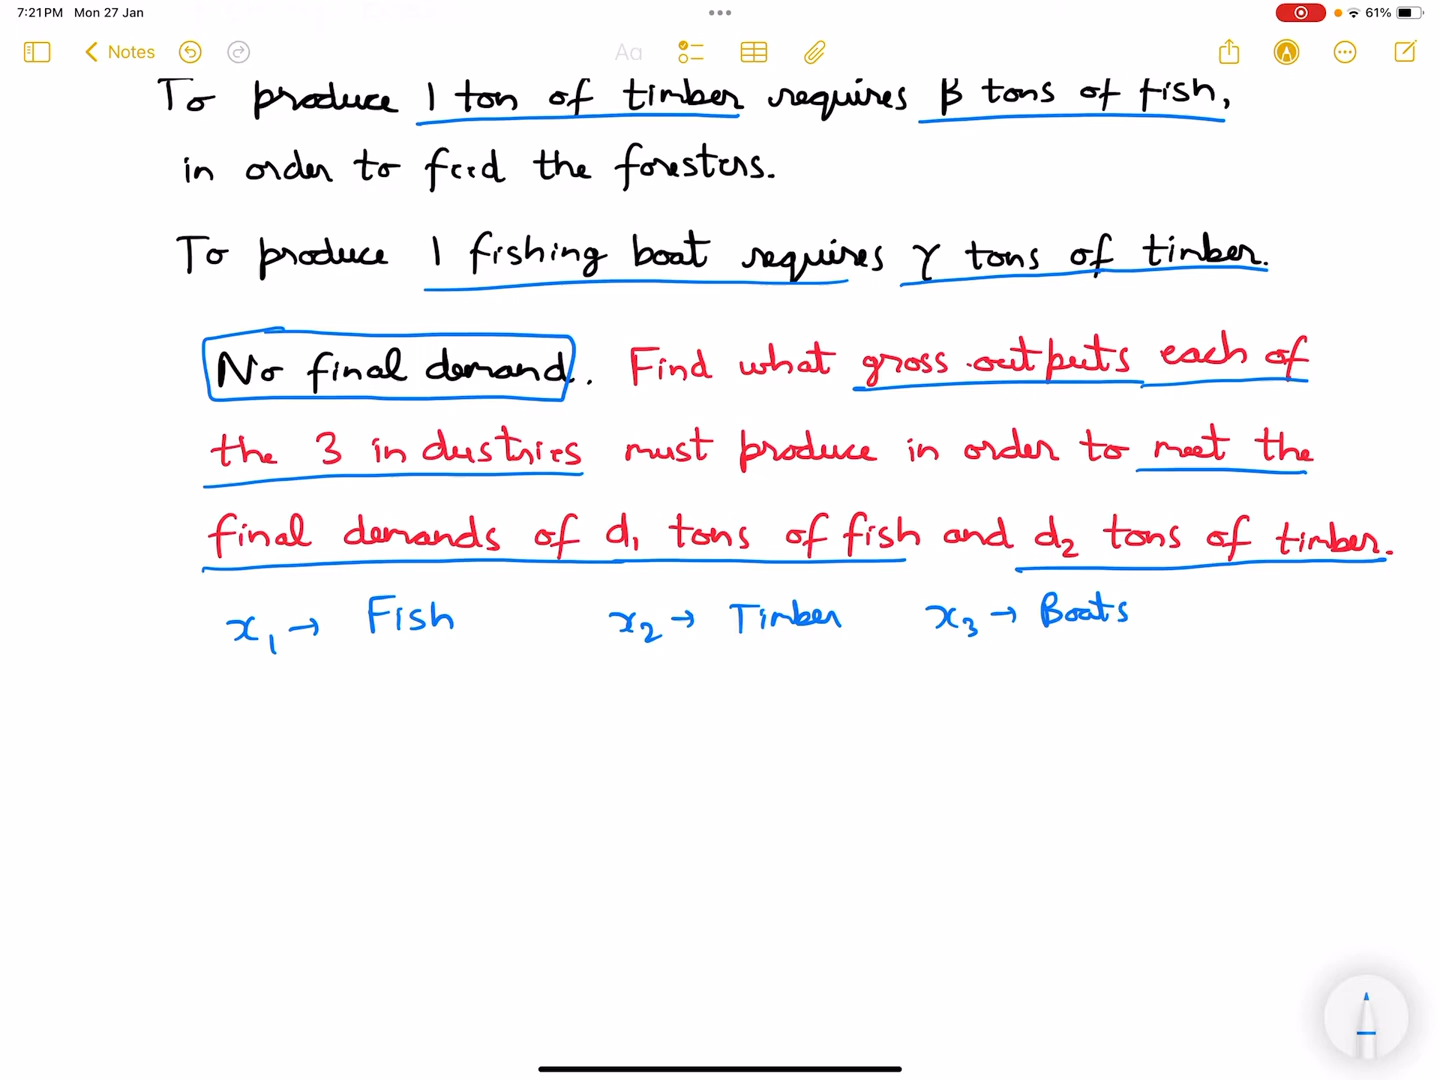 7:21 PM Mon 27 Jan
61%
Notes
Aa
To produce 1 ton of timber requires β tons of fish,
in order to feed the foresters.
To produce 1 fishing boat requires γ tons of timber.
No final demand. Find what gross outputs each of
the 3 industries must produce in order to meet the
final demands of d₁ tons of fish and d₂ tons of timber.
x₁ → Fish x₂ → Timber x₃ → Boats